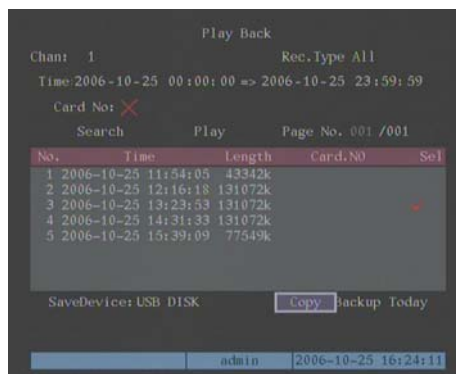 Play Back
Chan: 1 Rec.Type All
Time:2006-10-25 00:00:00 => 2006-10-25 23:59:59
Card No:
Search Play Page No. 001 /001
No. Time Length Card.NO Sel
1 2006-10-25 11:54:05 43342k
2 2006-10-25 12:16:18 131072k
3 2006-10-25 13:23:53 131072k
4 2006-10-25 14:31:33 131072k
5 2006-10-25 15:39:09 77549k
SaveDevice:USB DISK Copy Backup Today
admin 2006-10-25 16:24:11